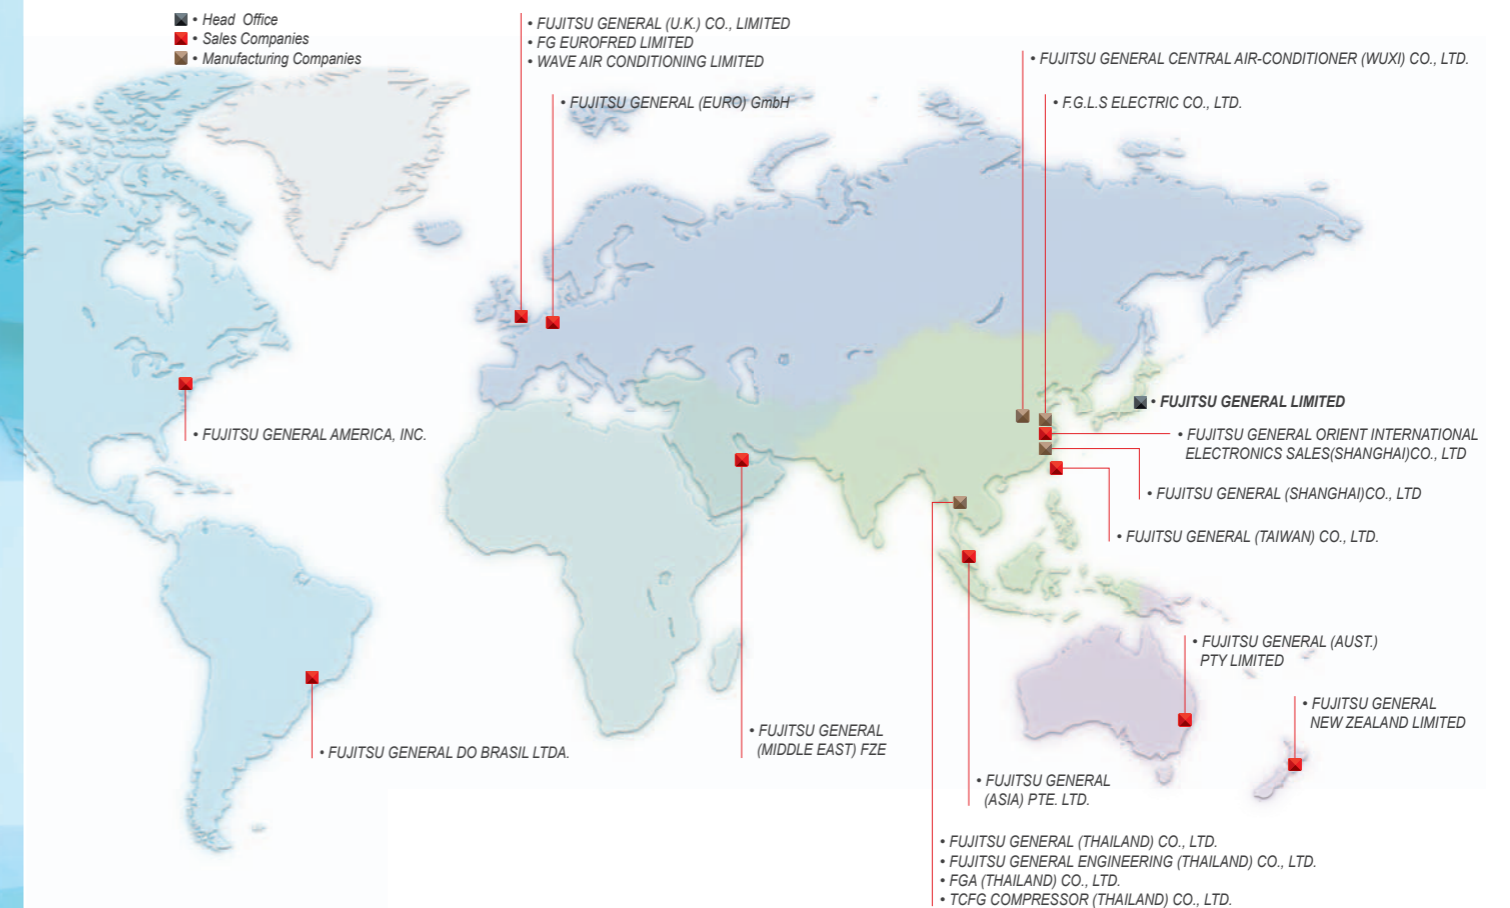 • Head Office
• Sales Companies
• Manufacturing Companies
• FUJITSU GENERAL (U.K.) CO., LIMITED
• FG EUROFRED LIMITED
• WAVE AIR CONDITIONING LIMITED
• FUJITSU GENERAL (EURO) GmbH
• FUJITSU GENERAL CENTRAL AIR-CONDITIONER (WUXI) CO., LTD.
• F.G.L.S ELECTRIC CO., LTD.
• FUJITSU GENERAL LIMITED
• FUJITSU GENERAL AMERICA, INC.
• FUJITSU GENERAL ORIENT INTERNATIONAL
ELECTRONICS SALES(SHANGHAI)CO., LTD
• FUJITSU GENERAL (SHANGHAI)CO., LTD
• FUJITSU GENERAL (TAIWAN) CO., LTD.
• FUJITSU GENERAL (AUST.)
PTY LIMITED
• FUJITSU GENERAL
NEW ZEALAND LIMITED
• FUJITSU GENERAL DO BRASIL LTDA.
• FUJITSU GENERAL
(MIDDLE EAST) FZE
• FUJITSU GENERAL
(ASIA) PTE. LTD.
• FUJITSU GENERAL (THAILAND) CO., LTD.
• FUJITSU GENERAL ENGINEERING (THAILAND) CO., LTD.
• FGA (THAILAND) CO., LTD.
• TCFG COMPRESSOR (THAILAND) CO., LTD.